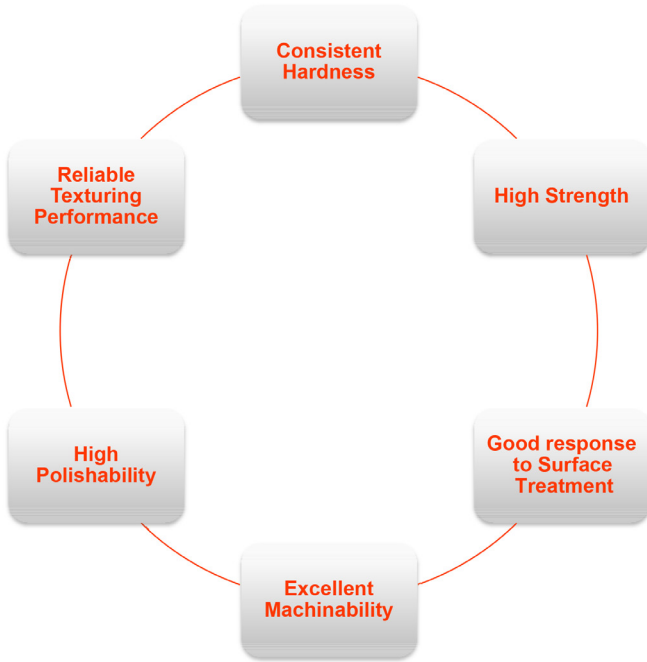 Consistent
Hardness
High Strength
Good response
to Surface
Treatment
Excellent
Machinability
High
Polishability
Reliable
Texturing
Performance